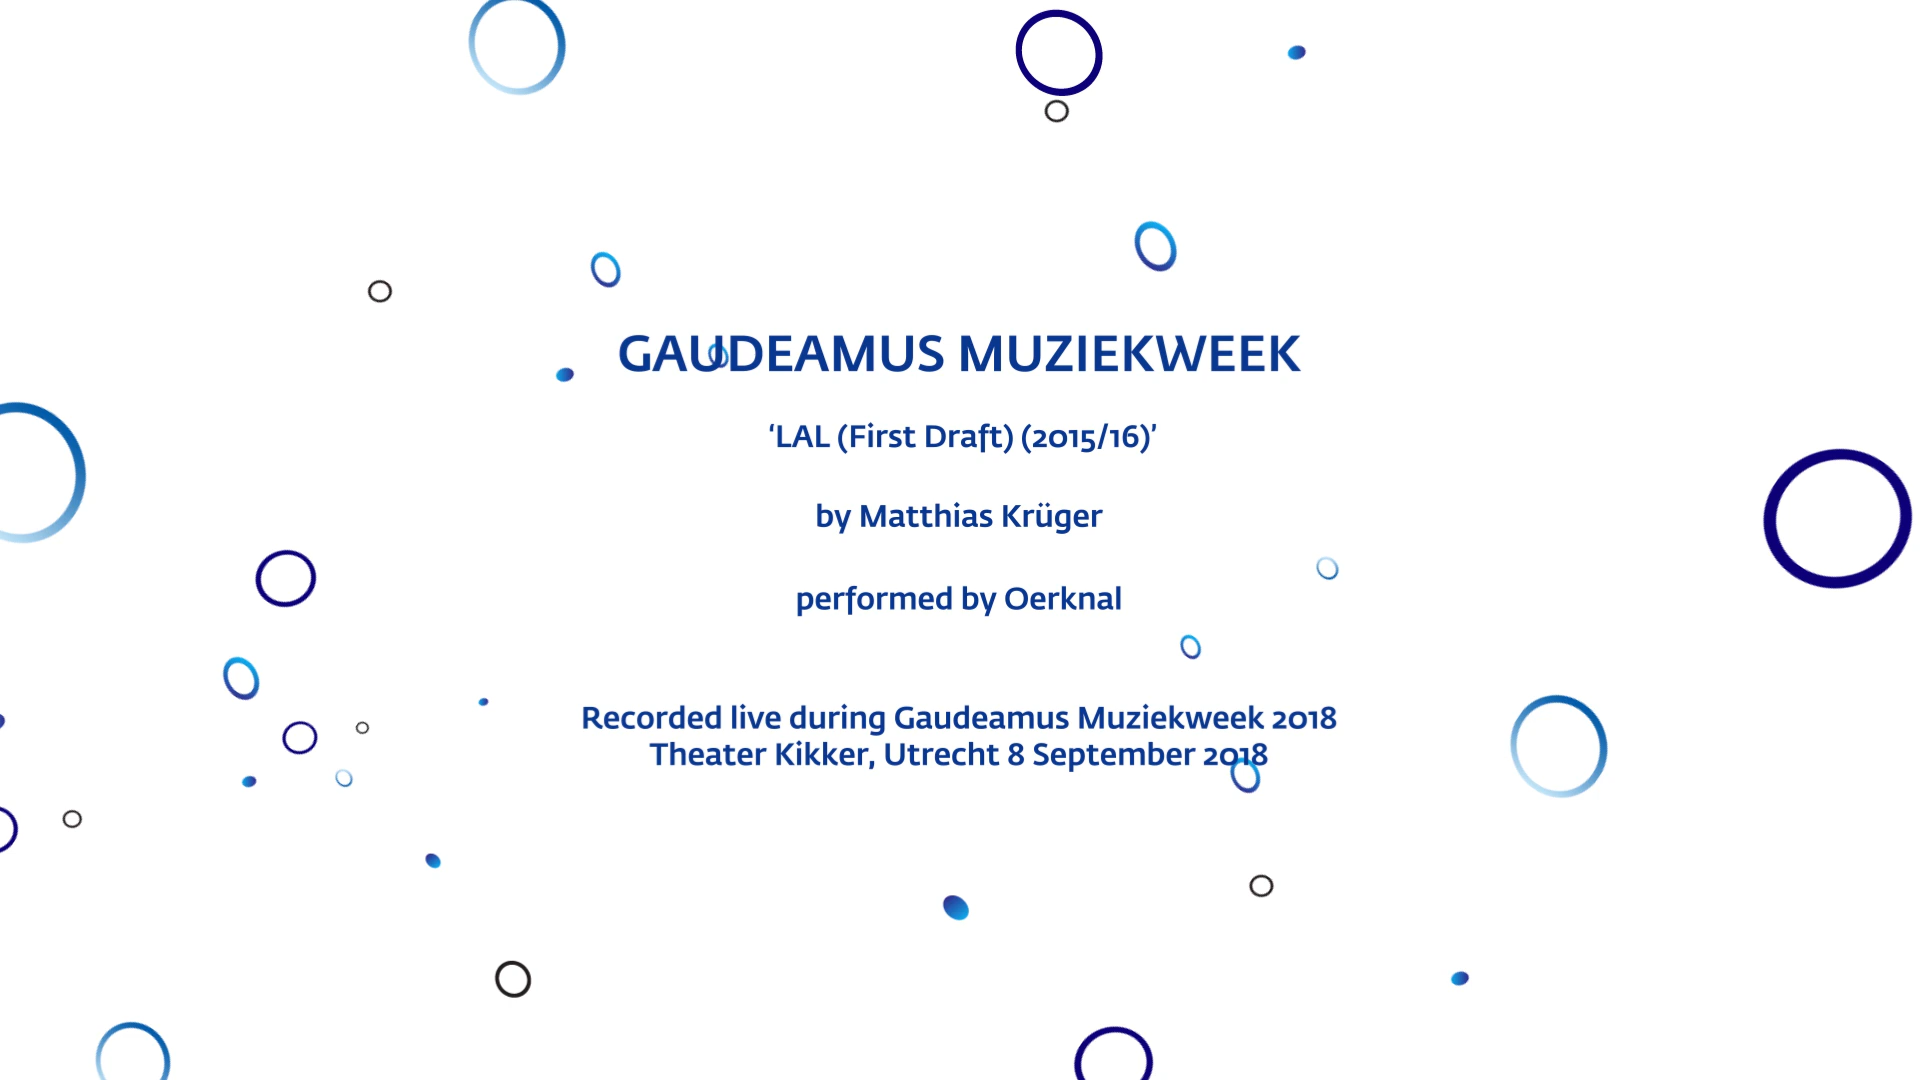 GAUDEAMUS MUZIEKWEEK
‘LAL (First Draft) (2015/16)’
by Matthias Krüger
performed by Oerknal
Recorded live during Gaudeamus Muziekweek 2018
Theater Kikker, Utrecht 8 September 2018